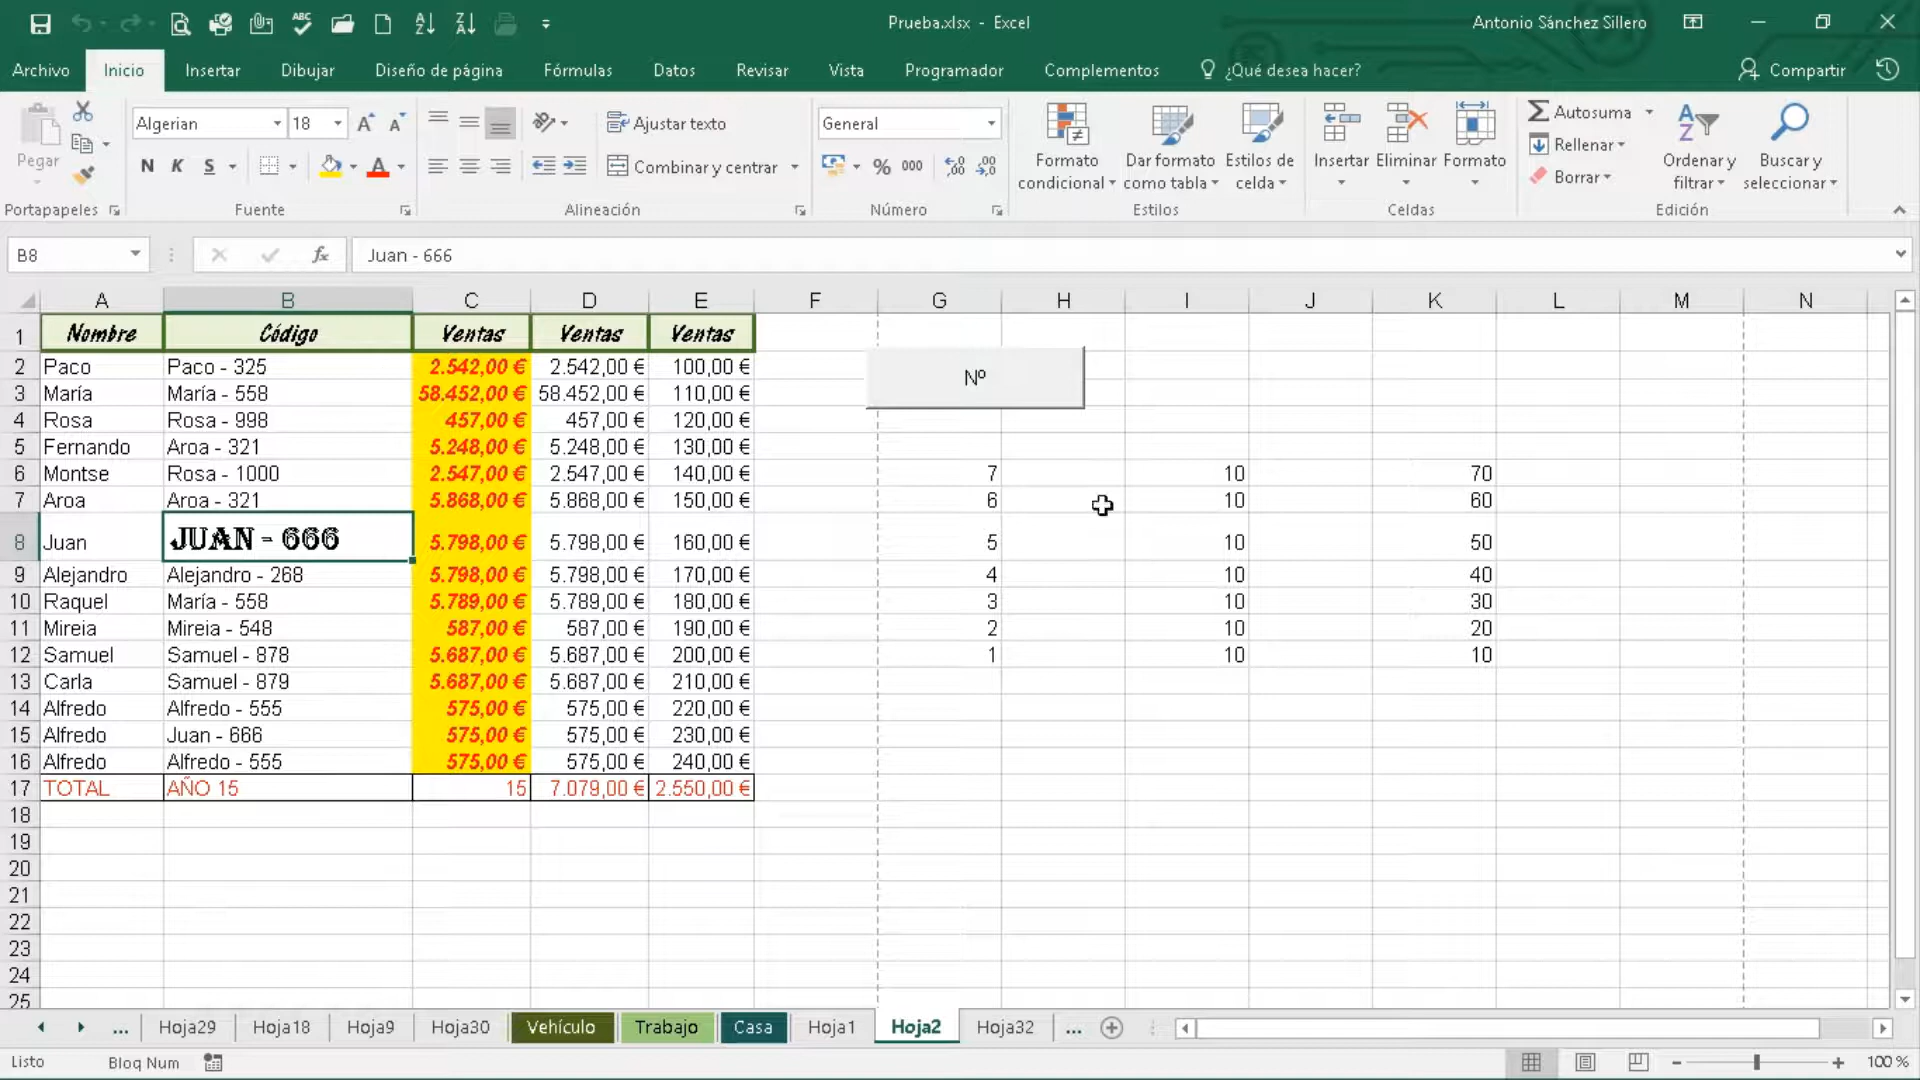 Prueba.xlsx - Excel
Antonio Sánchez Sillero
Archivo Inicio Insertar Dibujar Diseño de página Fórmulas Datos Revisar Vista Programador Complementos ¿Qué desea hacer? Compartir
Pegar
Portapapeles
Algerian 18
N K S
Fuente
Ajustar texto
Combinar y centrar
Alineación
General
% 000
Número
Formato condicional
Dar formato como tabla
Estilos de celda
Estilos
Insertar Eliminar Formato
Celdas
Autosuma
Rellenar
Borrar
Ordenar y filtrar
Buscar y seleccionar
Edición
B8 fx Juan - 666
A B C D E F G H I J K L M N
1 Nombre Código Ventas Ventas Ventas
2 Paco Paco - 325 2.542,00 € 2.542,00 € 100,00 €
Nº
3 María María - 558 58.452,00 € 58.452,00 € 110,00 €
4 Rosa Rosa - 998 457,00 € 457,00 € 120,00 €
5 Fernando Aroa - 321 5.248,00 € 5.248,00 € 130,00 €
6 Montse Rosa - 1000 2.547,00 € 2.547,00 € 140,00 € 7 10 70
7 Aroa Aroa - 321 5.868,00 € 5.868,00 € 150,00 € 6 10 60
8 Juan JUAN - 666 5.798,00 € 5.798,00 € 160,00 € 5 10 50
9 Alejandro Alejandro - 268 5.798,00 € 5.798,00 € 170,00 € 4 10 40
10 Raquel María - 558 5.789,00 € 5.789,00 € 180,00 € 3 10 30
11 Mireia Mireia - 548 587,00 € 587,00 € 190,00 € 2 10 20
12 Samuel Samuel - 878 5.687,00 € 5.687,00 € 200,00 € 1 10 10
13 Carla Samuel - 879 5.687,00 € 5.687,00 € 210,00 €
14 Alfredo Alfredo - 555 575,00 € 575,00 € 220,00 €
15 Alfredo Juan - 666 575,00 € 575,00 € 230,00 €
16 Alfredo Alfredo - 555 575,00 € 575,00 € 240,00 €
17 TOTAL AÑO 15 15 7.079,00 € 2.550,00 €
18
19
20
21
22
23
24
25
... Hoja29 Hoja18 Hoja9 Hoja30 Vehículo Trabajo Casa Hoja1 Hoja2 Hoja32 ...
Listo Bloq Num 100 %